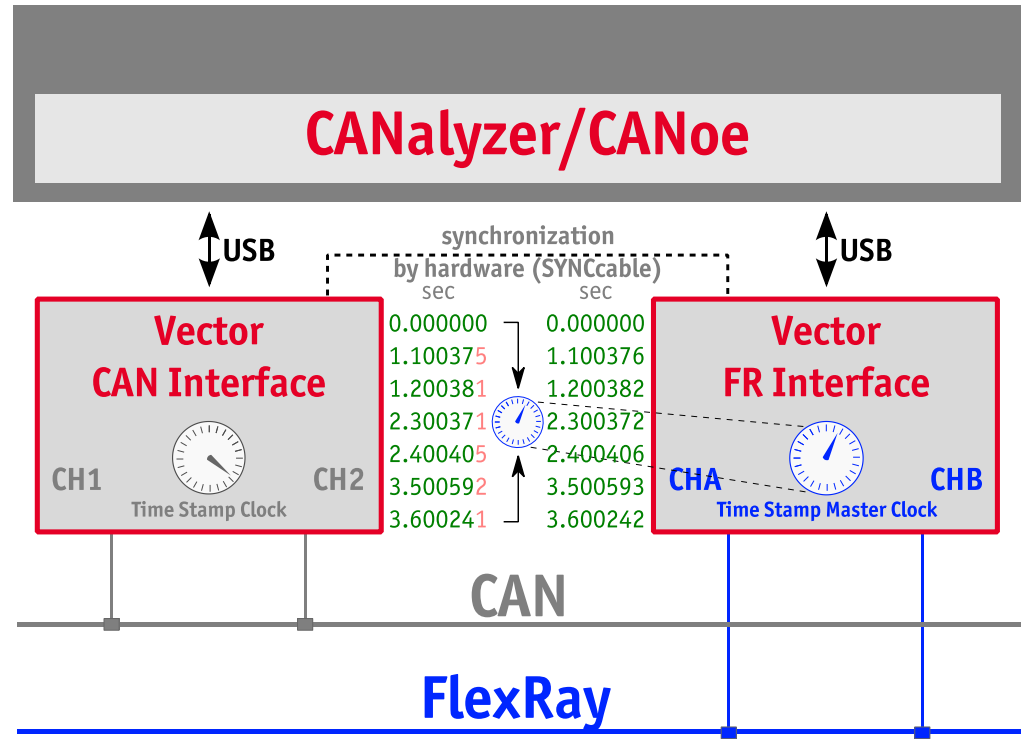 CANalyzer/CANoe
USB
synchronization
by hardware (SYNCcable)
USB
sec
sec
Vector
CAN Interface
CH1
CH2
Time Stamp Clock
0.000000
1.100375
1.200381
2.300371
2.400405
3.500592
3.600241
0.000000
1.100376
1.200382
2.300372
2.400406
3.500593
3.600242
Vector
FR Interface
CHA
CHB
Time Stamp Master Clock
CAN
FlexRay